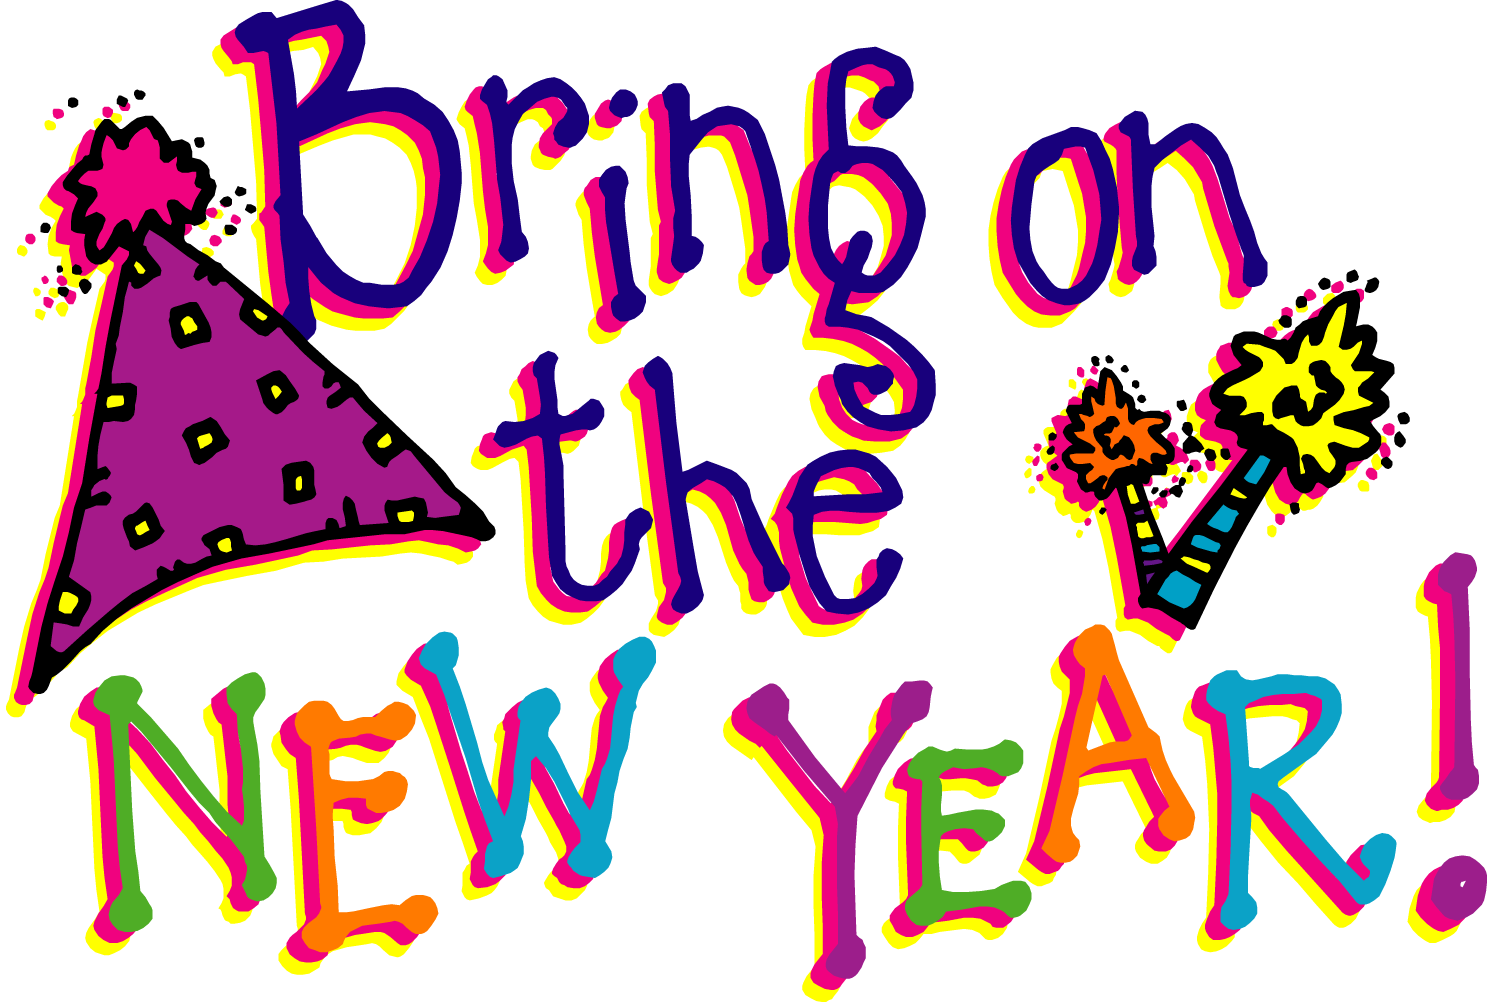 Bring on
the
NEW YEAR!